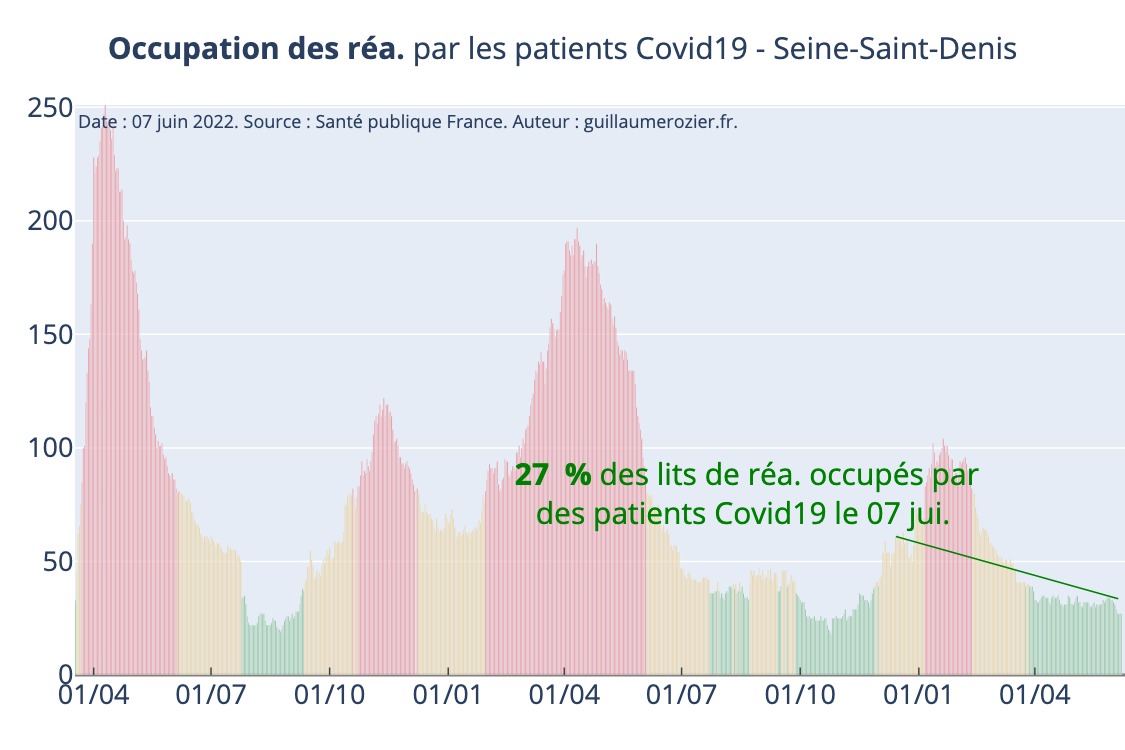 Occupation des réa. par les patients Covid19 - Seine-Saint-Denis
250
Date : 07 juin 2022. Source : Santé publique France. Auteur : guillaumerozier.fr.
200
150
100
27 % des lits de réa. occupés par
des patients Covid19 le 07 jui.
50
0
01/04 01/07 01/10 01/01 01/04 01/07 01/10 01/01 01/04